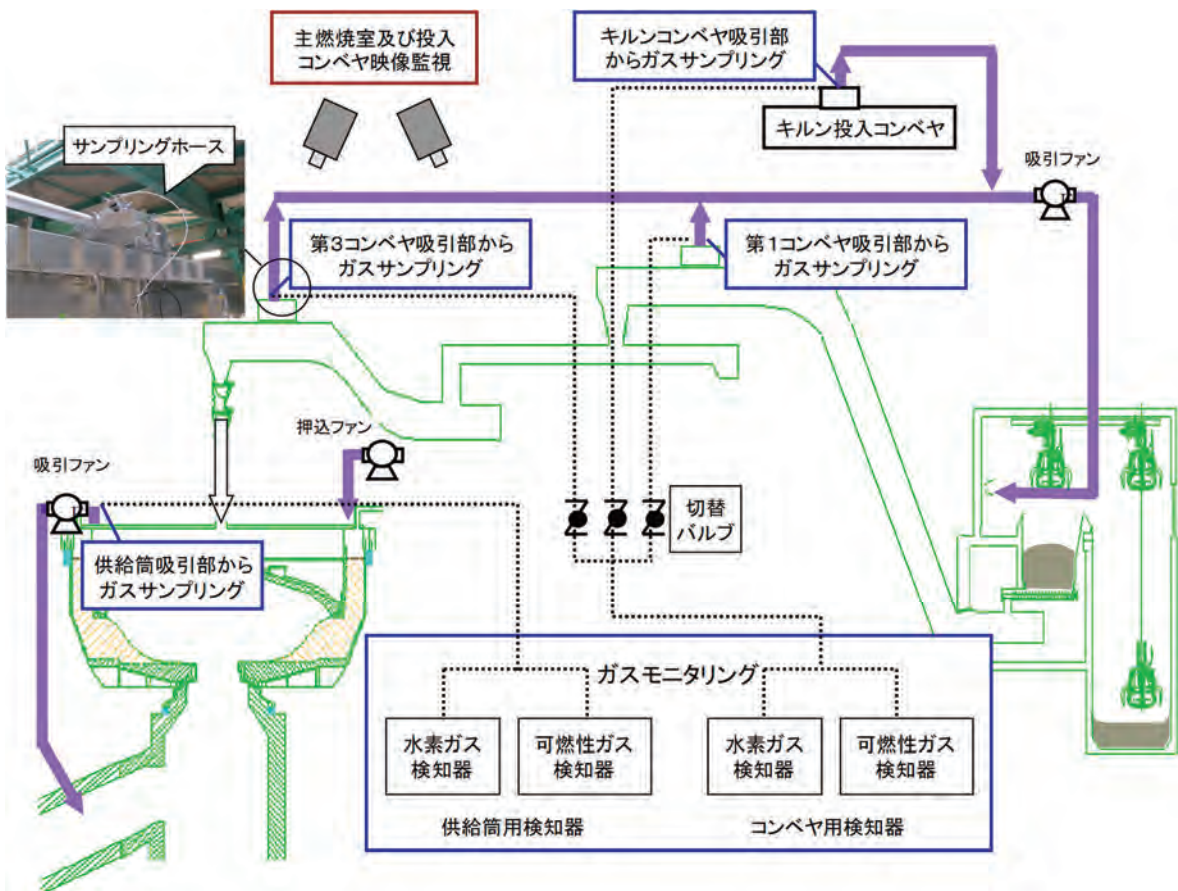 主燃焼室及び投入
コンベヤ映像監視
キルンコンベヤ吸引部
からガスサンプリング
キルン投入コンベヤ
サンプリングホース
吸引ファン
第3コンベヤ吸引部から
ガスサンプリング
第1コンベヤ吸引部から
ガスサンプリング
押込ファン
吸引ファン
切替
バルブ
供給筒吸引部から
ガスサンプリング
ガスモニタリング
水素ガス
検知器
可燃性ガス
検知器
水素ガス
検知器
可燃性ガス
検知器
供給筒用検知器
コンベヤ用検知器